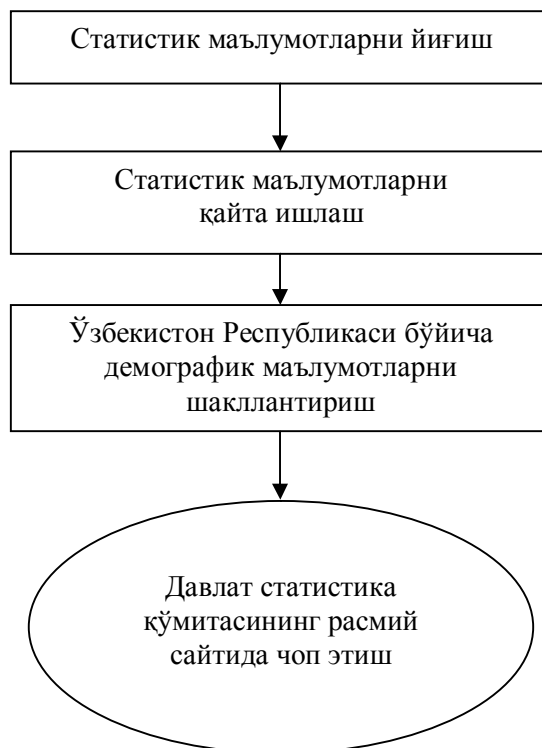 Статистик маълумотларни йиғиш
Статистик маълумотларни
қайта ишлаш
Ўзбекистон Республикаси бўйича
демографик маълумотларни
шакллантириш
Давлат статистика
қўмитасининг расмий
сайтида чоп этиш